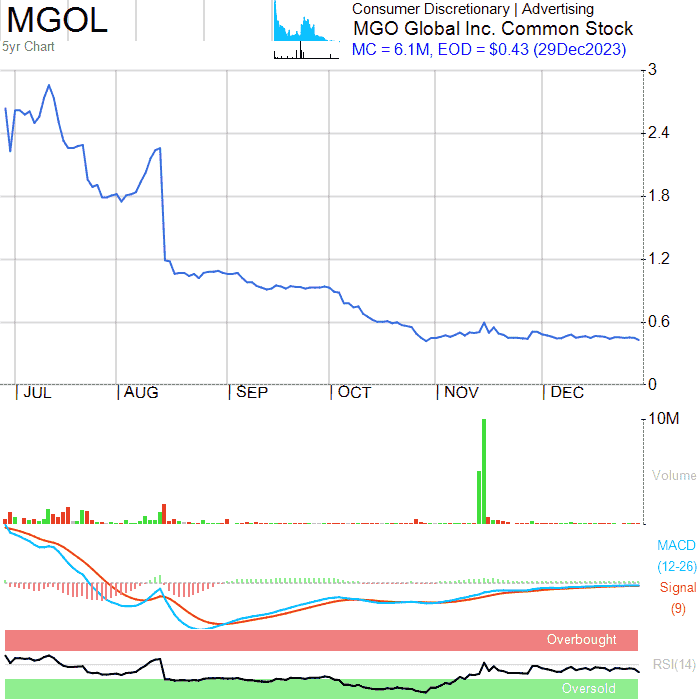 MGOL
5yr Chart
Consumer Discretionary | Advertising
MGO Global Inc. Common Stock
MC = 6.1M, EOD = $0.43 (29Dec2023)
3
2.4
1.8
1.2
0.6
0
| JUL | AUG | SEP | OCT | NOV | DEC
10M
Volume
MACD
(12-26)
Signal
(9)
Overbought
RSI(14)
Oversold